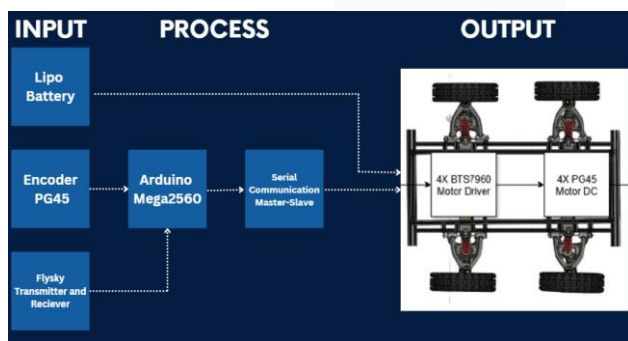 INPUT
PROCESS
OUTPUT
Lipo
Battery
Encoder
PG45
Arduino
Mega2560
Serial
Communication
Master-Slave
Flysky
Transmitter and
Reciever
4X BTS7960
Motor Driver
4X PG45
Motor DC